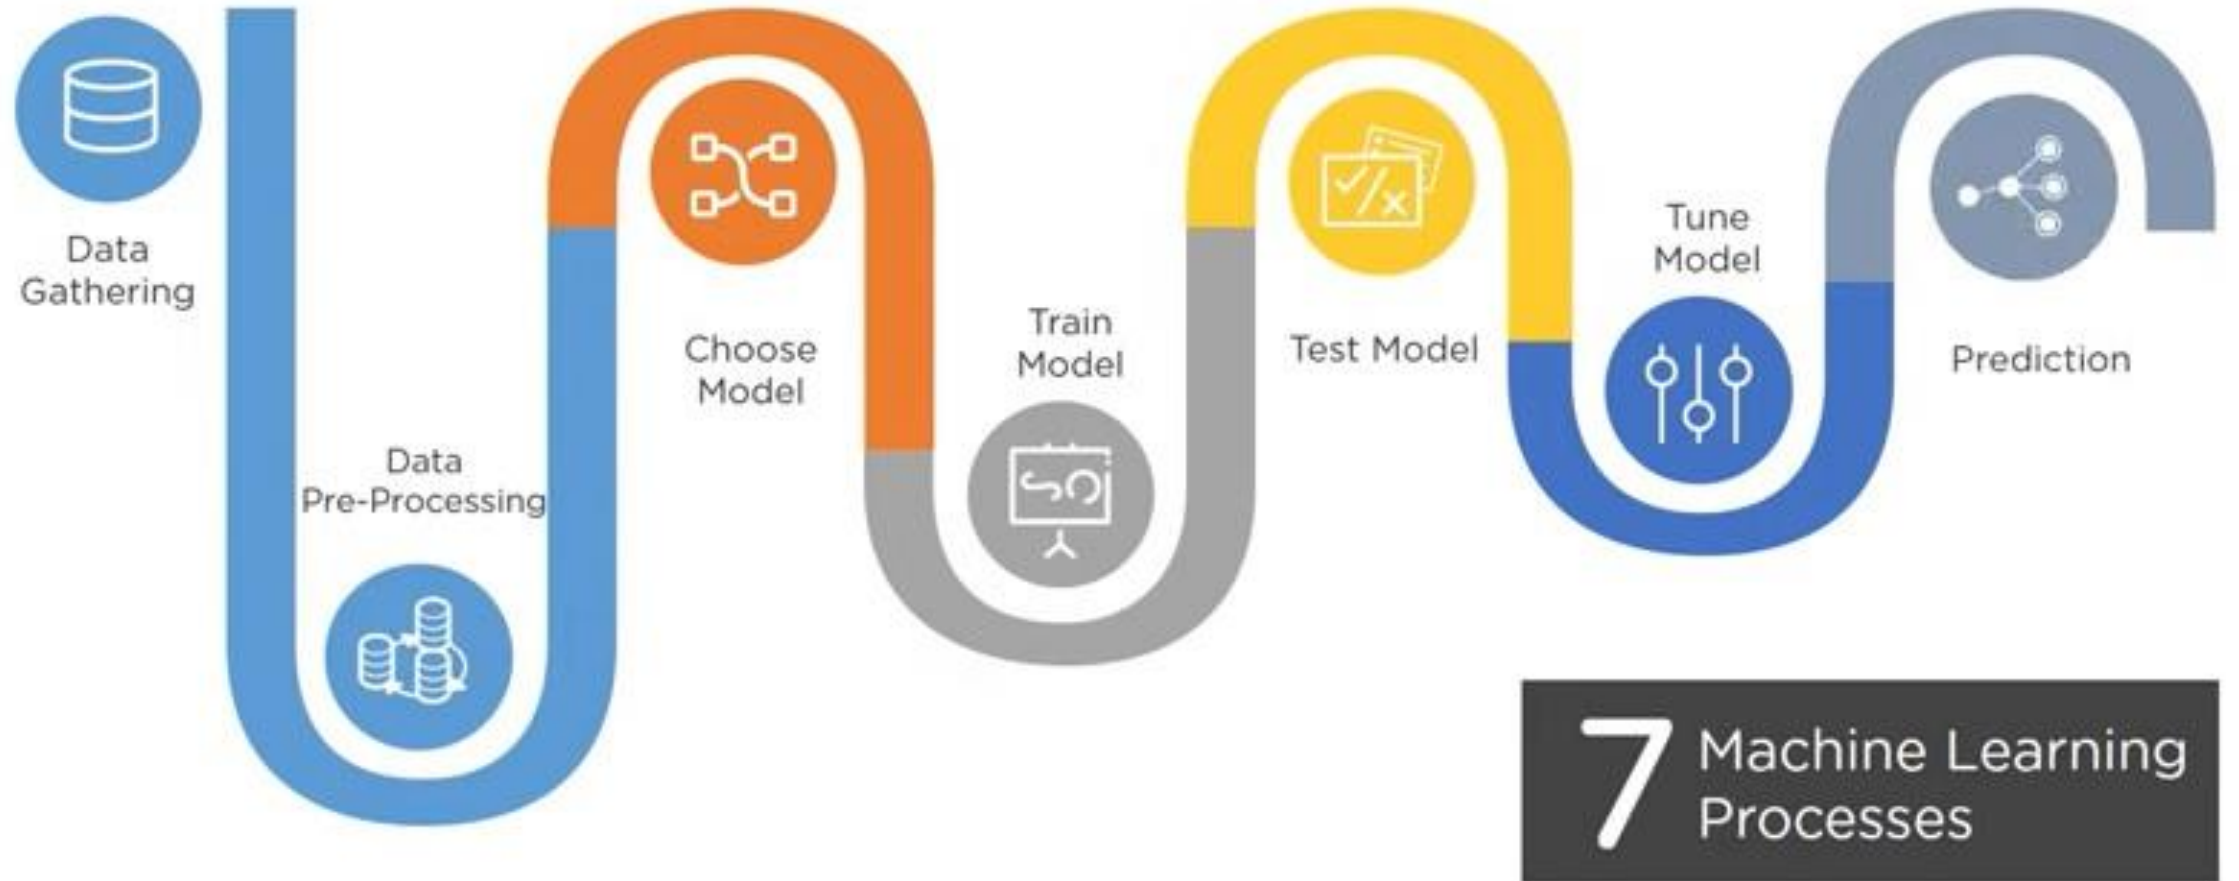 Data
Gathering
Data
Pre-Processing
Choose
Model
Train
Model
Test Model
Tune
Model
Prediction
7 Machine Learning
Processes